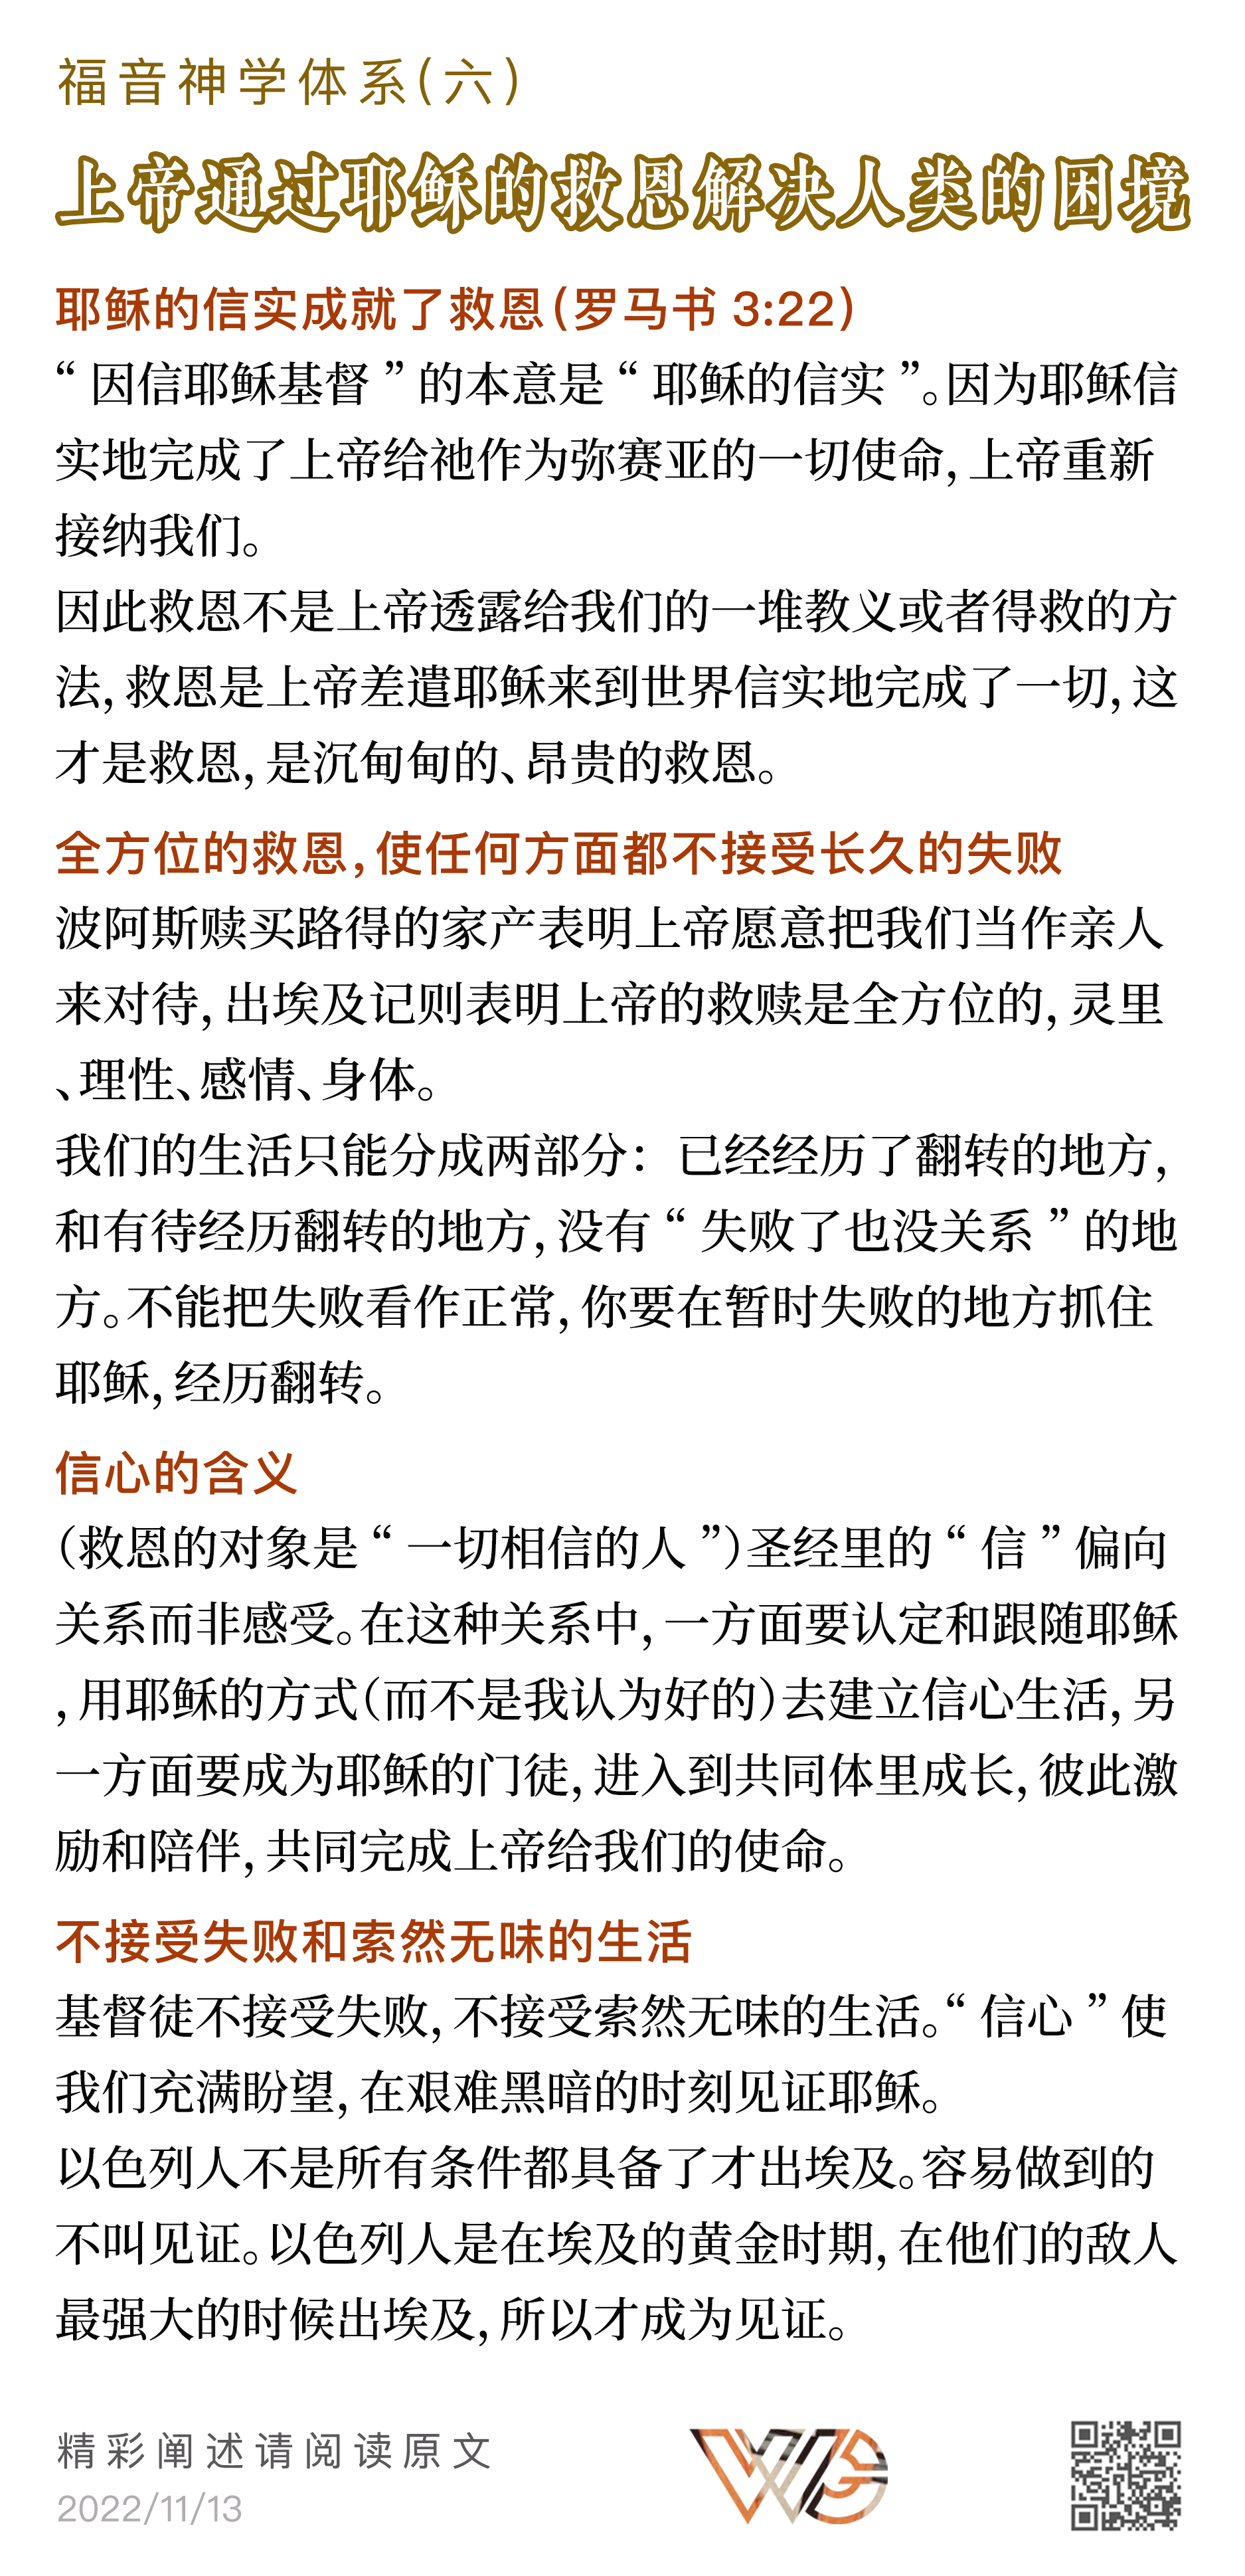 福音神学体系（六）
上帝通过耶稣的救恩解决人类的困境
耶稣的信实成就了救恩（罗马书 3:22）
“因信耶稣基督”的本意是“耶稣的信实”。因为耶稣信
实地完成了上帝给祂作为弥赛亚的一切使命，上帝重新
接纳我们。
因此救恩不是上帝透露给我们的一堆教义或者得救的方
法，救恩是上帝差遣耶稣来到世界信实地完成了一切，这
才是救恩，是沉甸甸的、昂贵的救恩。
全方位的救恩，使任何方面都不接受长久的失败
波阿斯赎买路得的家产表明上帝愿意把我们当作亲人
来对待，出埃及记则表明上帝的救赎是全方位的，灵里
、理性、感情、身体。
我们的生活只能分成两部分：已经经历了翻转的地方，
和有待经历翻转的地方，没有“失败了也没关系”的地
方。不能把失败看作正常，你要在暂时失败的地方抓住
耶稣，经历翻转。
信心的含义
（救恩的对象是“一切相信的人”）圣经里的“信”偏向
关系而非感受。在这种关系中，一方面要认定和跟随耶稣
，用耶稣的方式（而不是我认为好的）去建立信心生活，另
一方面要成为耶稣的门徒，进入到共同体里成长，彼此激
励和陪伴，共同完成上帝给我们的使命。
不接受失败和索然无味的生活
基督徒不接受失败，不接受索然无味的生活。“信心”使
我们充满盼望，在艰难黑暗的时刻见证耶稣。
以色列人不是所有条件都具备了才出埃及。容易做到的
不叫见证。以色列人是在埃及的黄金时期，在他们的敌人
最强大的时候出埃及，所以才成为见证。
精彩阐述请阅读原文
2022/11/13